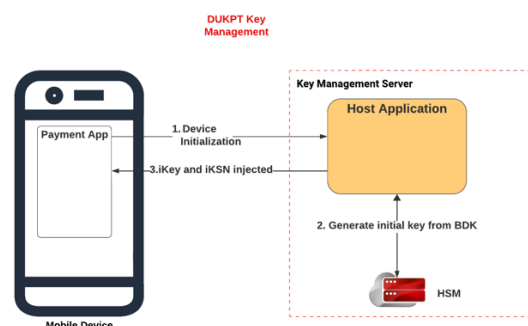 DUKPT Key
Management
Key Management Server
Host Application
Payment App
1. Device
Initialization
3.iKey and iKSN injected
2. Generate initial key from BDK
HSM
Mobile Device